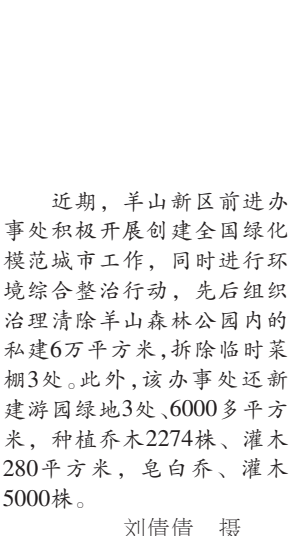 近期，羊山新区前进办
事处积极开展创建全国绿化
模范城市工作，同时进行环
境综合整治行动，先后组织
治理清除羊山森林公园内的
私建6万平方米,拆除临时菜
棚3处。此外,该办事处还新
建游园绿地3处、6000多平方
米，种植乔木2274株、灌木
280平方米，皂白乔、灌木
5000株。
刘倩倩 摄